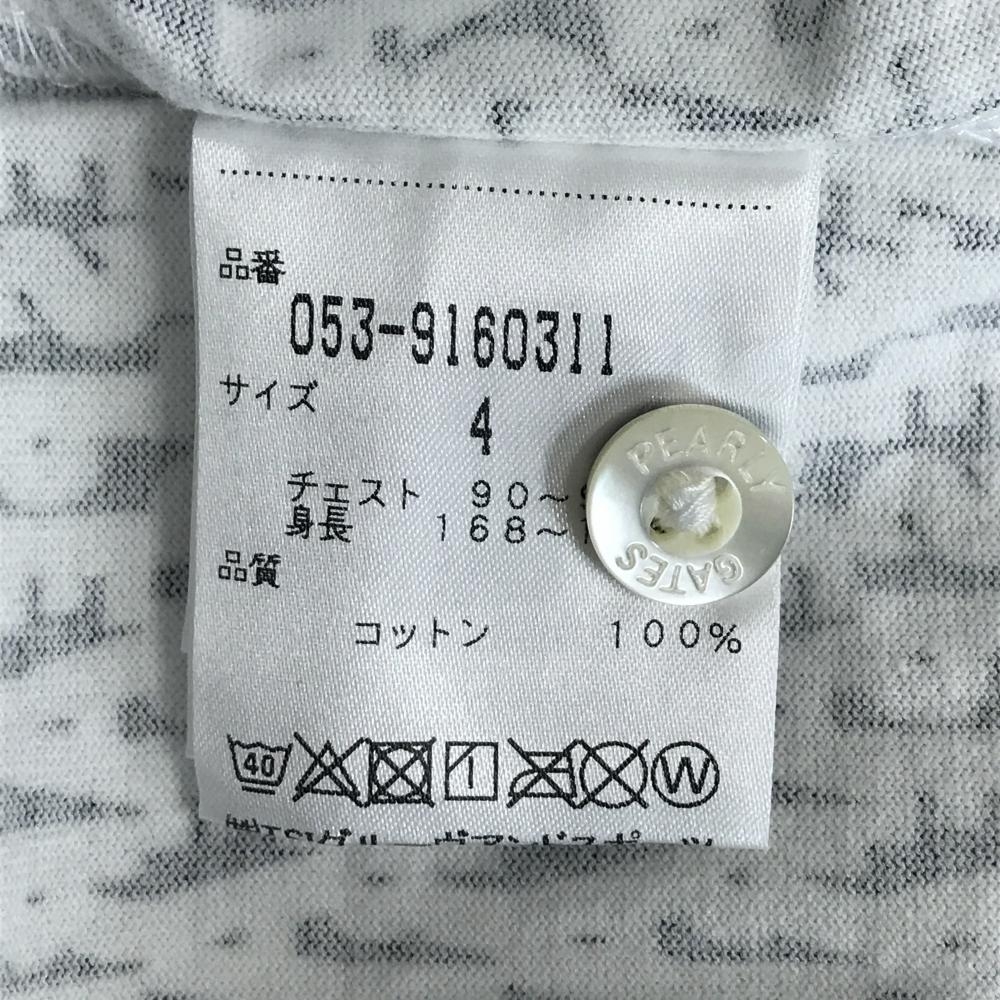 品番
053-9160311
サイズ
4
チェスト 90~
身長 168~
品質
コットン 100%
40
W
PEARLY
GATES